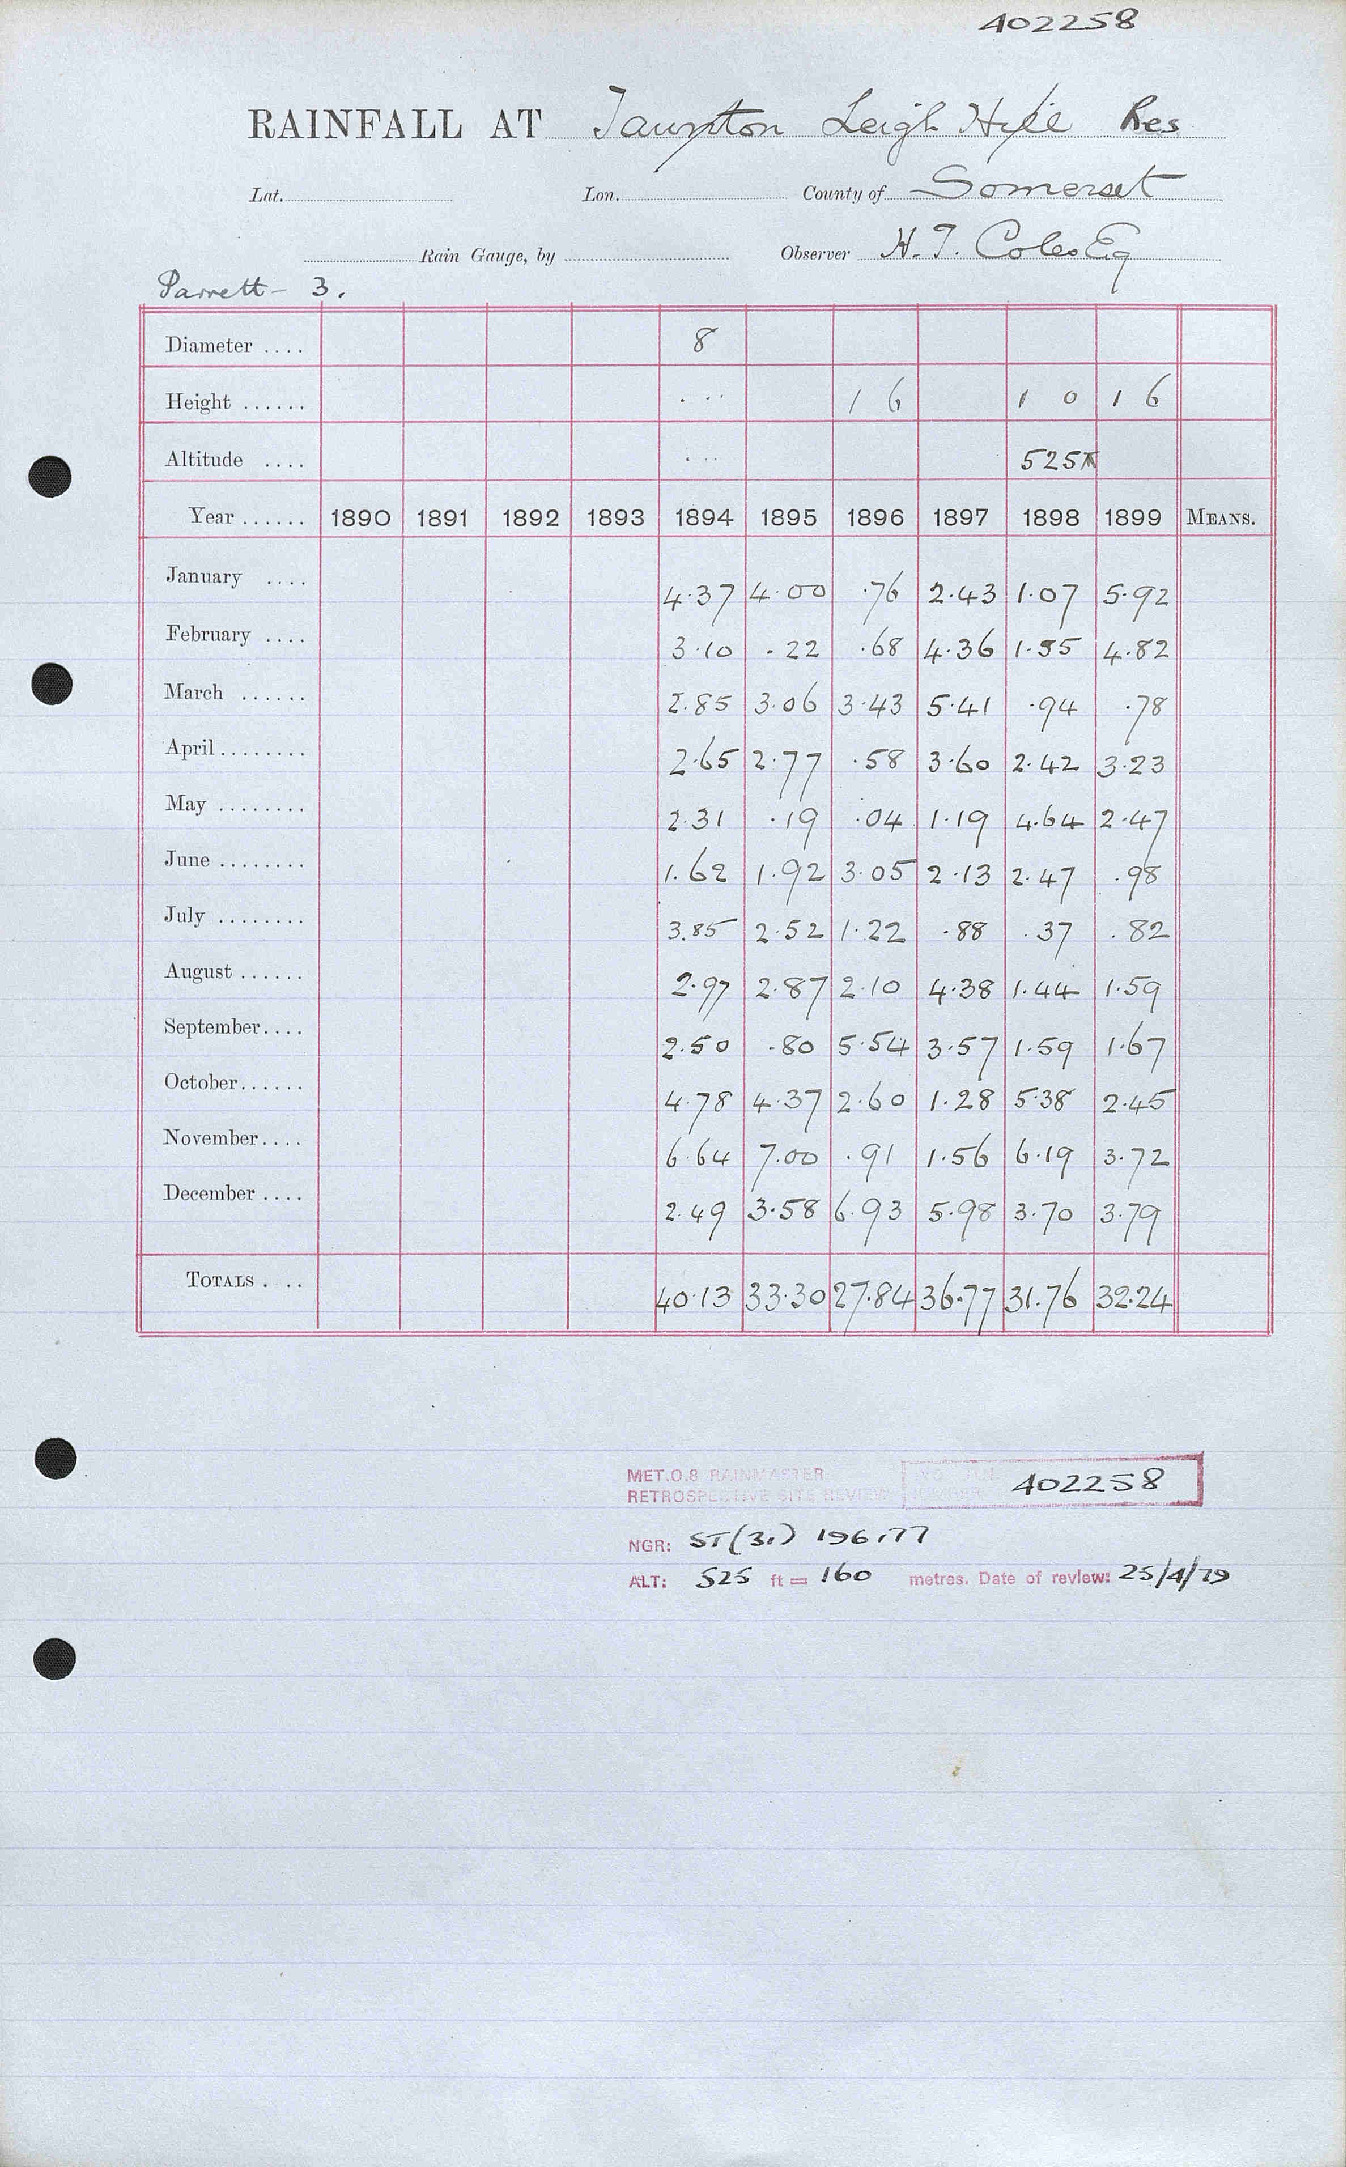 402258
RAINFALL AT Taunton Leigh Hill Res
Lat. Lon. County of Somerset
Rain Gauge, by Observer H. T. Coles Esq
Parrett - 3.
Diameter .... 8
Height ...... ... 1 6 1 0 1 6
Altitude .... ... 525
Year ...... 1890 1891 1892 1893 1894 1895 1896 1897 1898 1899 MEANS.
January .... 4.37 4.00 .76 2.43 1.07 5.92
February .... 3.10 .22 .68 4.36 1.55 4.82
March ...... 2.85 3.06 3.43 5.41 .94 .78
April ........ 2.65 2.77 .58 3.60 2.42 3.23
May ........ 2.31 .19 .04 1.19 4.64 2.47
June ........ 1.62 1.92 3.05 2.13 2.47 .98
July ........ 3.85 2.52 1.22 .88 .37 .82
August ...... 2.97 2.87 2.10 4.38 1.44 1.59
September.... 2.50 .80 5.54 3.57 1.59 1.67
October...... 4.78 4.37 2.60 1.28 5.38 2.45
November.... 6.64 7.00 .91 1.56 6.19 3.72
December .... 2.49 3.58 6.93 5.98 3.70 3.79
TOTALS .... 40.13 33.30 27.84 36.77 31.76 32.24
MET.O.8 RAINMASTER 402258
RETROSPECTIVE SITE REVIEW
NGR: ST(31) 196177
ALT: 525 ft = 160 metres. Date of review: 25/4/79